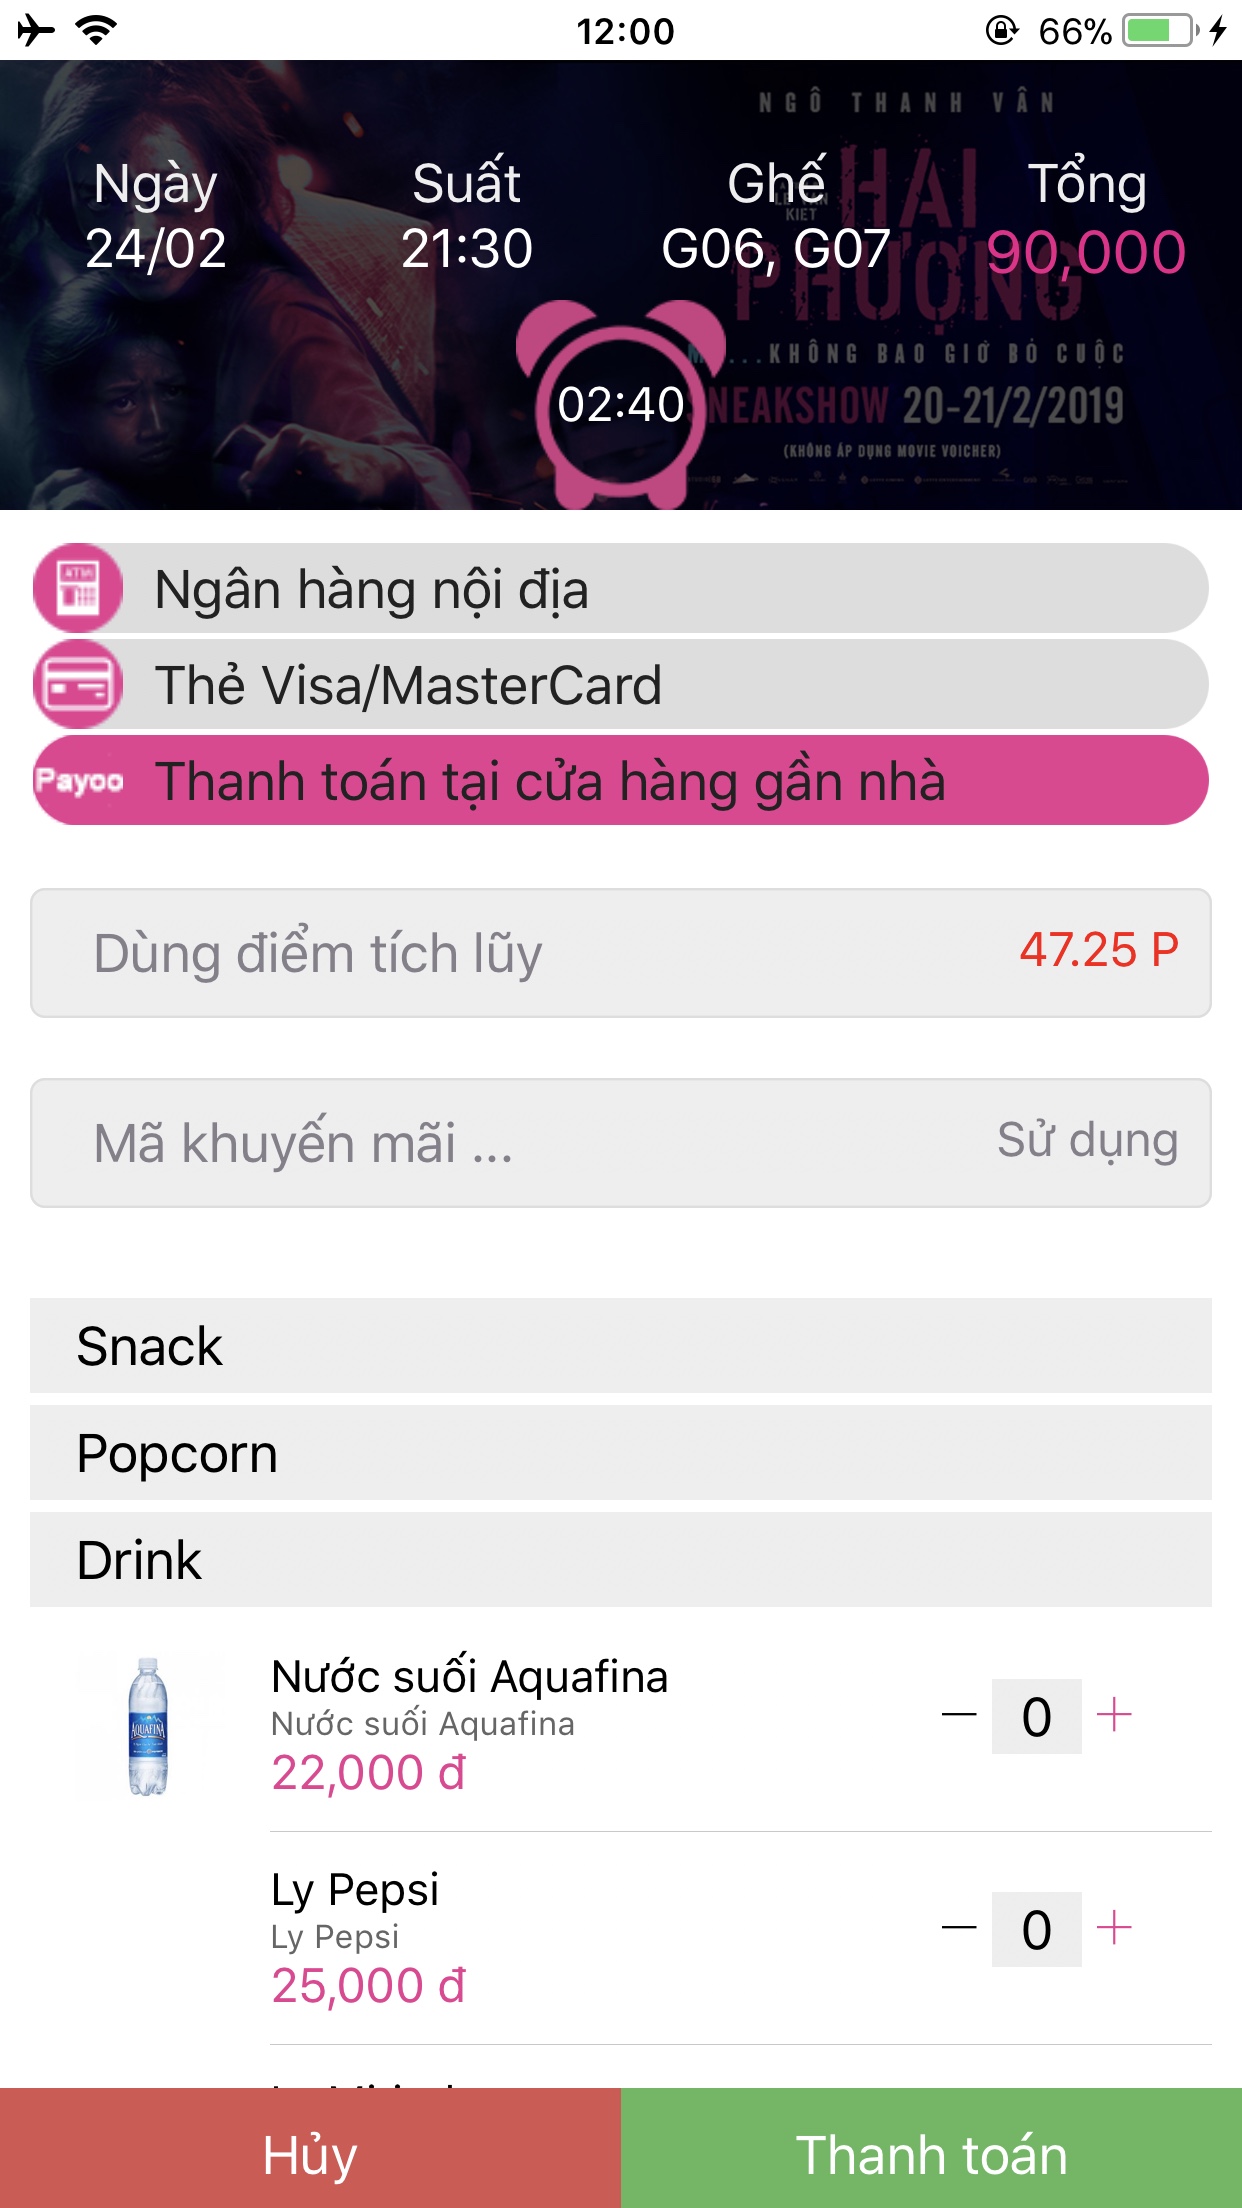 12:00
66%
NGÔ THANH VÂN
Ngày
Suất
Ghế
Tổng
24/02
21:30
G06, G07
90,000
KIỆT
HAI
PHƯỢNG
...KHÔNG BAO GIỜ BỎ CUỘC
02:40
NEAKSHOW 20-21/2/2019
(KHÔNG ÁP DỤNG MOVIE VOICHER)
ATM
Ngân hàng nội địa
Thẻ Visa/MasterCard
Payoo
Thanh toán tại cửa hàng gần nhà
Dùng điểm tích lũy
47.25 P
Mã khuyến mãi ...
Sử dụng
Snack
Popcorn
Drink
AQUAFINA
Nước suối Aquafina
Nước suối Aquafina
22,000 đ
0
Ly Pepsi
Ly Pepsi
25,000 đ
0
Hủy
Thanh toán